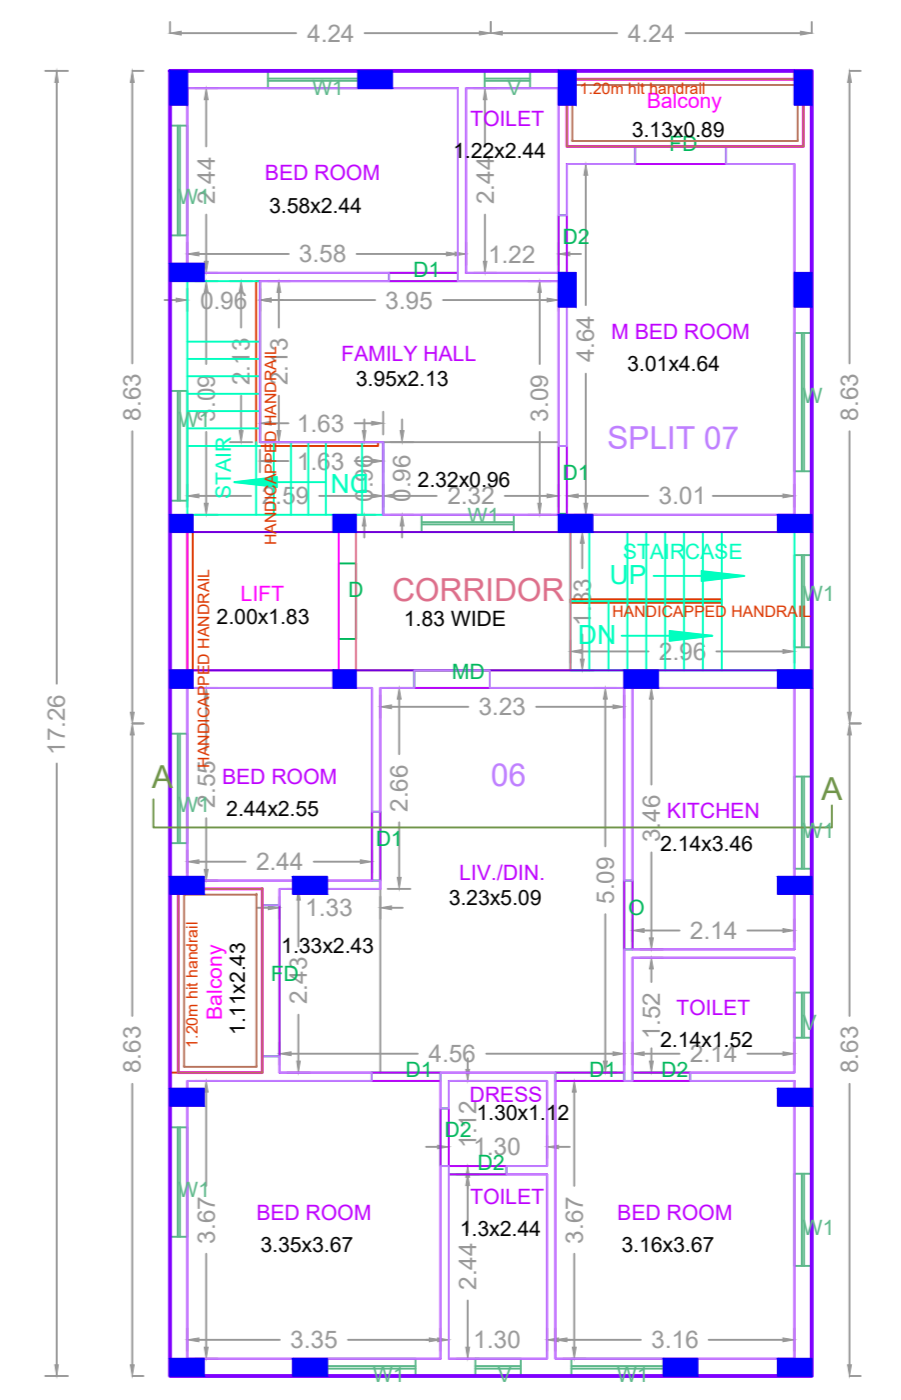 4.24
4.24
W1
V
1.20m hit handrail
Balcony
3.13x0.89
FD
TOILET
1.22x2.44
2.44
2.44
BED ROOM
3.58x2.44
W1
D2
3.58
1.22
D1
0.96
3.95
M BED ROOM
3.01x4.64
4.64
FAMILY HALL
3.95x2.13
2.13
2.13
3.09
3.09
8.63
8.63
W
W1
HANDICAPPED HANDRAIL
1.63
1.63
SPLIT 07
STAIR
NO
0.96
0.96
2.32x0.96
D1
2.32
3.01
W1
STAIRCASE
UP
CORRIDOR
1.83 WIDE
LIFT
2.00x1.83
D
1.83
W1
HANDICAPPED HANDRAIL
DN
2.96
HANDICAPPED HANDRAIL
MD
3.23
17.26
06
A
A
BED ROOM
2.44x2.55
2.55
W1
2.66
3.46
KITCHEN
2.14x3.46
W1
D1
2.44
LIV./DIN.
3.23x5.09
5.09
O
1.33
2.14
1.33x2.43
1.20m hit handrail
Balcony
1.11x2.43
FD
2.43
1.52
TOILET
2.14x1.52
V
2.14
8.63
8.63
4.56
D1
D1
D2
DRESS
1.30x1.12
1.12
D2
1.30
D2
W1
TOILET
1.3x2.44
2.44
BED ROOM
3.35x3.67
3.67
BED ROOM
3.16x3.67
3.67
W1
3.35
1.30
3.16
W1
V
W1